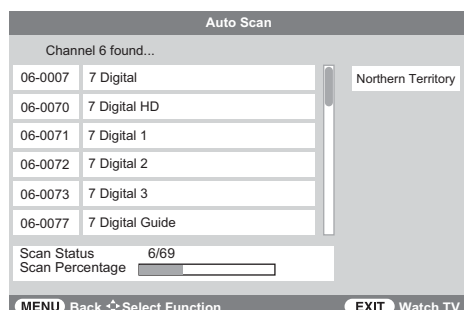 Auto Scan
Channel 6 found...
06-0007 7 Digital
Northern Territory
06-0070 7 Digital HD
06-0071 7 Digital 1
06-0072 7 Digital 2
06-0073 7 Digital 3
06-0077 7 Digital Guide
Scan Status 6/69
Scan Percentage
MENU Back Select Function EXIT Watch TV